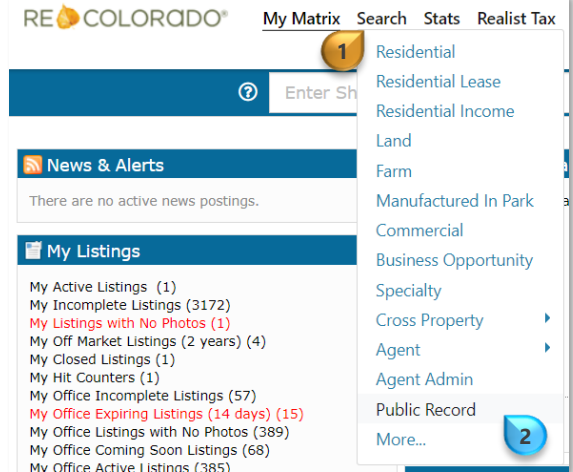 RECOLORADO®
My Matrix Search Stats Realist Tax
1
Residential
Residential Lease
Residential Income
Land
Farm
Manufactured In Park
Commercial
Business Opportunity
Specialty
Cross Property
Agent
Agent Admin
Public Record
More...
2
? Enter Sh
News & Alerts
There are no active news postings.
My Listings
My Active Listings (1)
My Incomplete Listings (3172)
My Listings with No Photos (1)
My Off Market Listings (2 years) (4)
My Closed Listings (1)
My Hit Counters (1)
My Office Incomplete Listings (57)
My Office Expiring Listings (14 days) (15)
My Office Listings with No Photos (389)
My Office Coming Soon Listings (68)
My Office Active Listings (385)